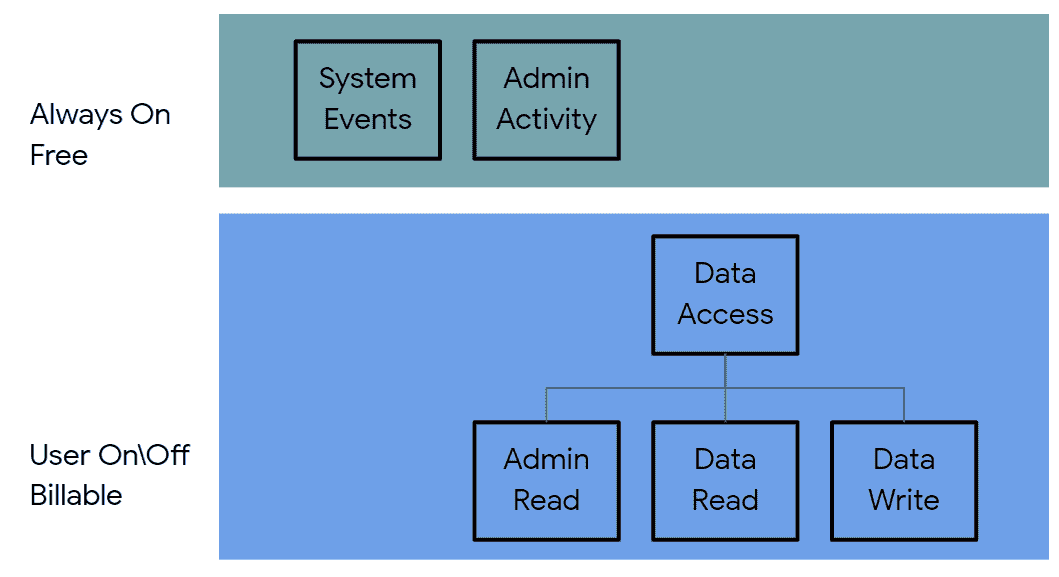 Always On
Free
System
Events
Admin
Activity
User On\Off
Billable
Data
Access
Admin
Read
Data
Read
Data
Write